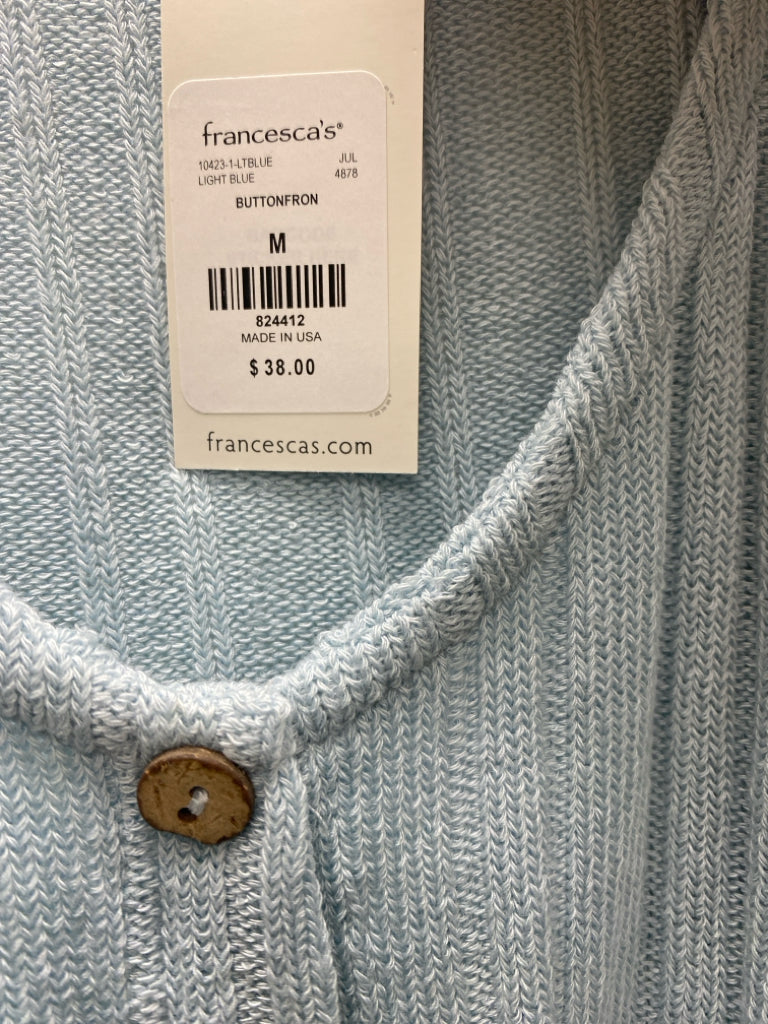 francesca's®
10423-1-LTBLUE JUL
LIGHT BLUE 4878
BUTTONFRON
M
824412
MADE IN USA
$ 38.00
francescas.com